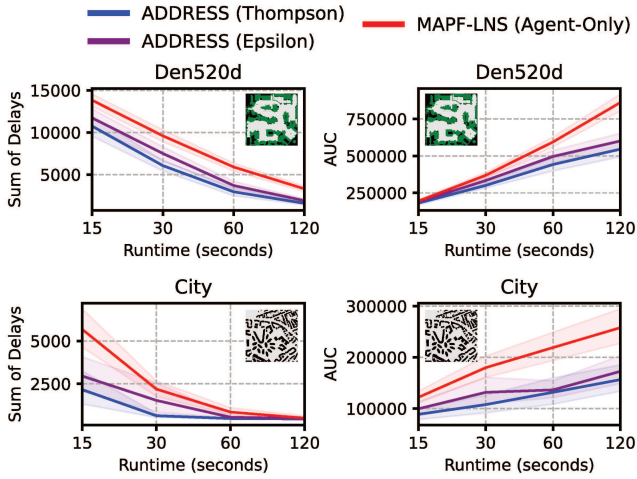 ADDRESS (Thompson)
ADDRESS (Epsilon)
MAPF-LNS (Agent-Only)
Den520d
Sum of Delays
15000
10000
5000
15 30 60 120
Runtime (seconds)
Den520d
AUC
750000
500000
250000
15 30 60 120
Runtime (seconds)
City
Sum of Delays
5000
2500
15 30 60 120
Runtime (seconds)
City
AUC
300000
200000
100000
15 30 60 120
Runtime (seconds)